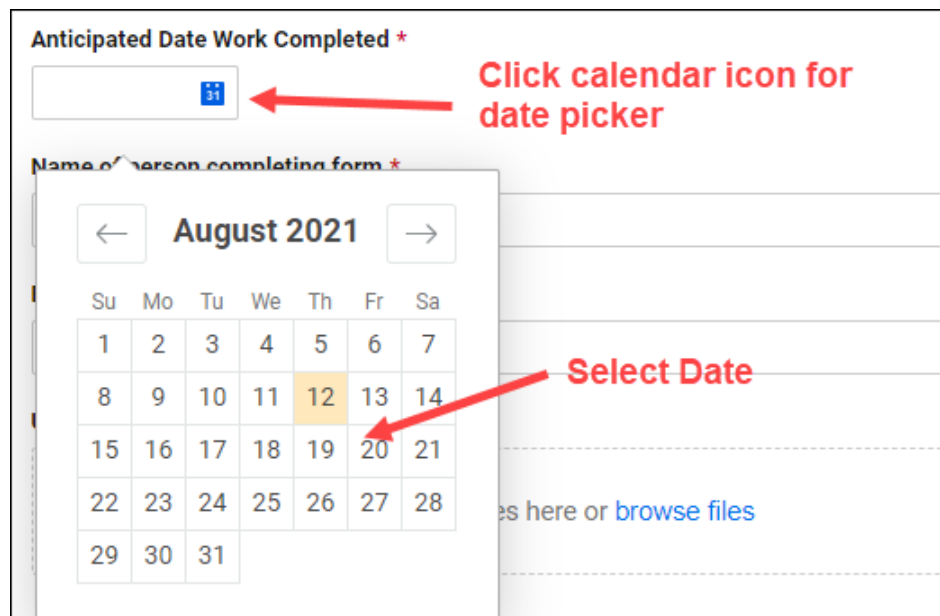 Anticipated Date Work Completed *
31
Click calendar icon for
date picker
Name of person completing form *
August 2021
Su Mo Tu We Th Fr Sa
1 2 3 4 5 6 7
8 9 10 11 12 13 14
Select Date
15 16 17 18 19 20 21
22 23 24 25 26 27 28
here or browse files
29 30 31